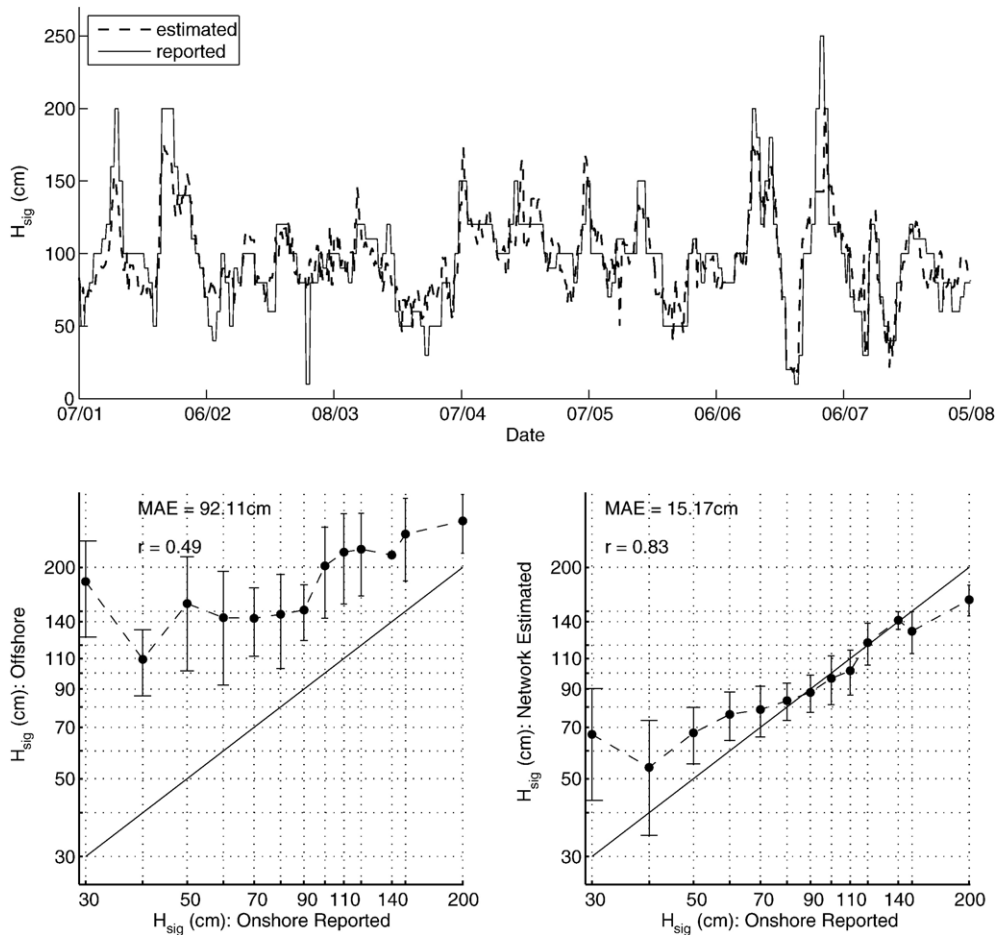 estimated
reported
250
200
150
100
50
0
H_sig (cm)
07/01 06/02 08/03 07/04 07/05 06/06 06/07 05/08
Date
MAE = 92.11cm
r = 0.49
200
140
110
90
70
50
30
H_sig (cm): Offshore
30 50 70 90 110 140 200
H_sig (cm): Onshore Reported
MAE = 15.17cm
r = 0.83
200
140
110
90
70
50
30
H_sig (cm): Network Estimated
30 50 70 90 110 140 200
H_sig (cm): Onshore Reported